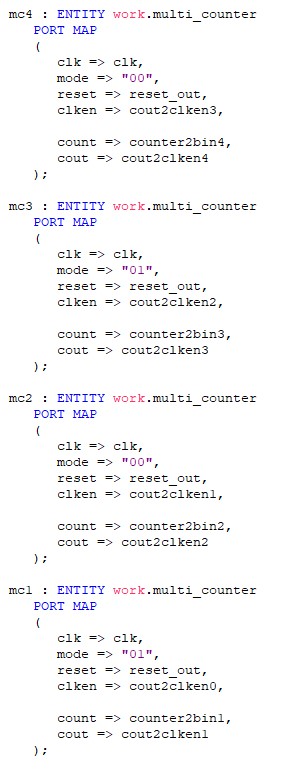 mc4 : ENTITY work.multi_counter
PORT MAP
(
clk => clk,
mode => "00",
reset => reset_out,
clken => cout2clken3,
count => counter2bin4,
cout => cout2clken4
);
mc3 : ENTITY work.multi_counter
PORT MAP
(
clk => clk,
mode => "01",
reset => reset_out,
clken => cout2clken2,
count => counter2bin3,
cout => cout2clken3
);
mc2 : ENTITY work.multi_counter
PORT MAP
(
clk => clk,
mode => "00",
reset => reset_out,
clken => cout2clken1,
count => counter2bin2,
cout => cout2clken2
);
mc1 : ENTITY work.multi_counter
PORT MAP
(
clk => clk,
mode => "01",
reset => reset_out,
clken => cout2clken0,
count => counter2bin1,
cout => cout2clken1
);